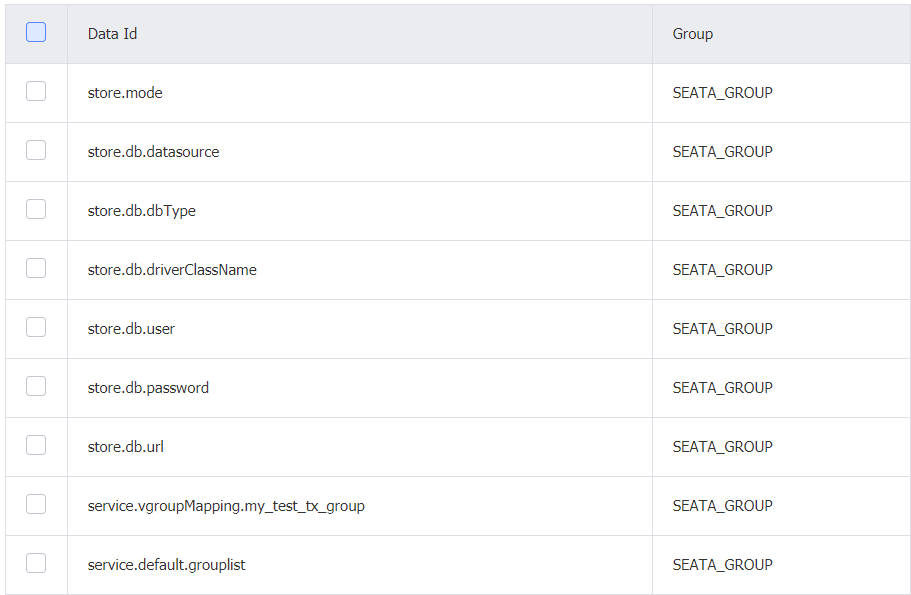 Data Id Group
store.mode SEATA_GROUP
store.db.datasource SEATA_GROUP
store.db.dbType SEATA_GROUP
store.db.driverClassName SEATA_GROUP
store.db.user SEATA_GROUP
store.db.password SEATA_GROUP
store.db.url SEATA_GROUP
service.vgroupMapping.my_test_tx_group SEATA_GROUP
service.default.grouplist SEATA_GROUP